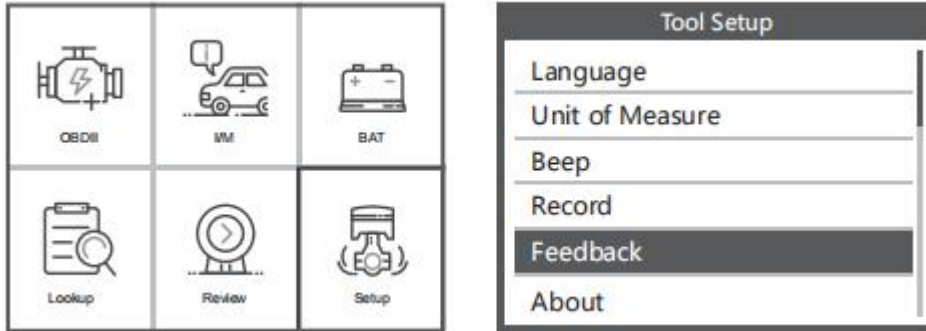 OBDII
I/M
BAT
Lookup
Review
Setup
Tool Setup
Language
Unit of Measure
Beep
Record
Feedback
About